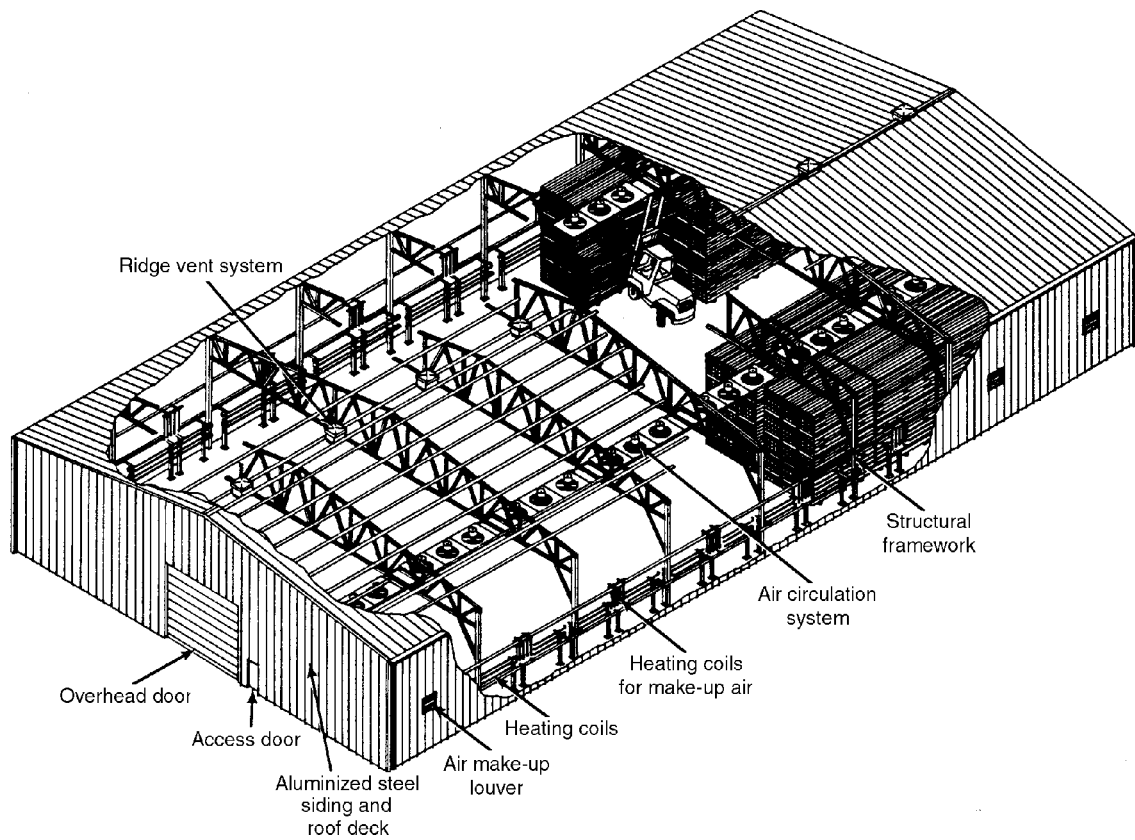 Ridge vent system
Structural
framework
Air circulation
system
Heating coils
for make-up air
Overhead door
Heating coils
Access door
Air make-up
louver
Aluminized steel
siding and
roof deck